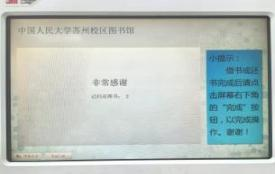 中国人民大学苏州校区图书馆
非常感谢
小提示：
借书或还
书完成后请点
击屏幕右下角
的“完成”按
钮，以完成操
作。谢谢！